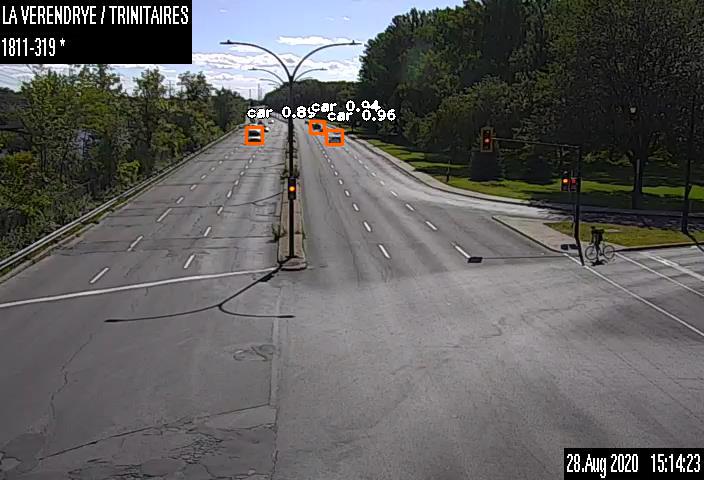 LA VERENDRYE / TRINITAIRES
1811-319 *
car 0.89
car 0.94
car 0.96
28.Aug 2020 15:14:23